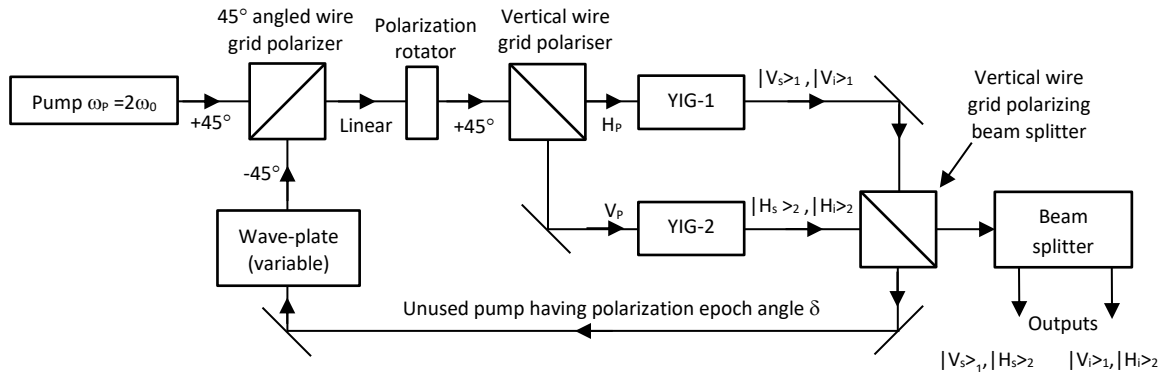 45° angled wire
grid polarizer
Polarization
rotator
Vertical wire
grid polariser
|Vs>1 , |Vi>1
Vertical wire
grid polarizing
beam splitter
Pump ωP =2ω0
+45°
Linear
+45°
HP
YIG-1
-45°
VP
YIG-2
|Hs >2 , |Hi>2
Beam
splitter
Wave-plate
(variable)
Unused pump having polarization epoch angle δ
Outputs
|Vs>1, |Hs>2
|Vi>1, |Hi>2